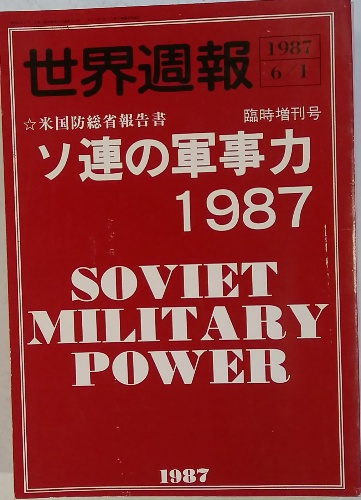 世界週報
1987
6/1
☆米国防総省報告書
臨時増刊号
ソ連の軍事力
1987
SOVIET
MILITARY
POWER
1987